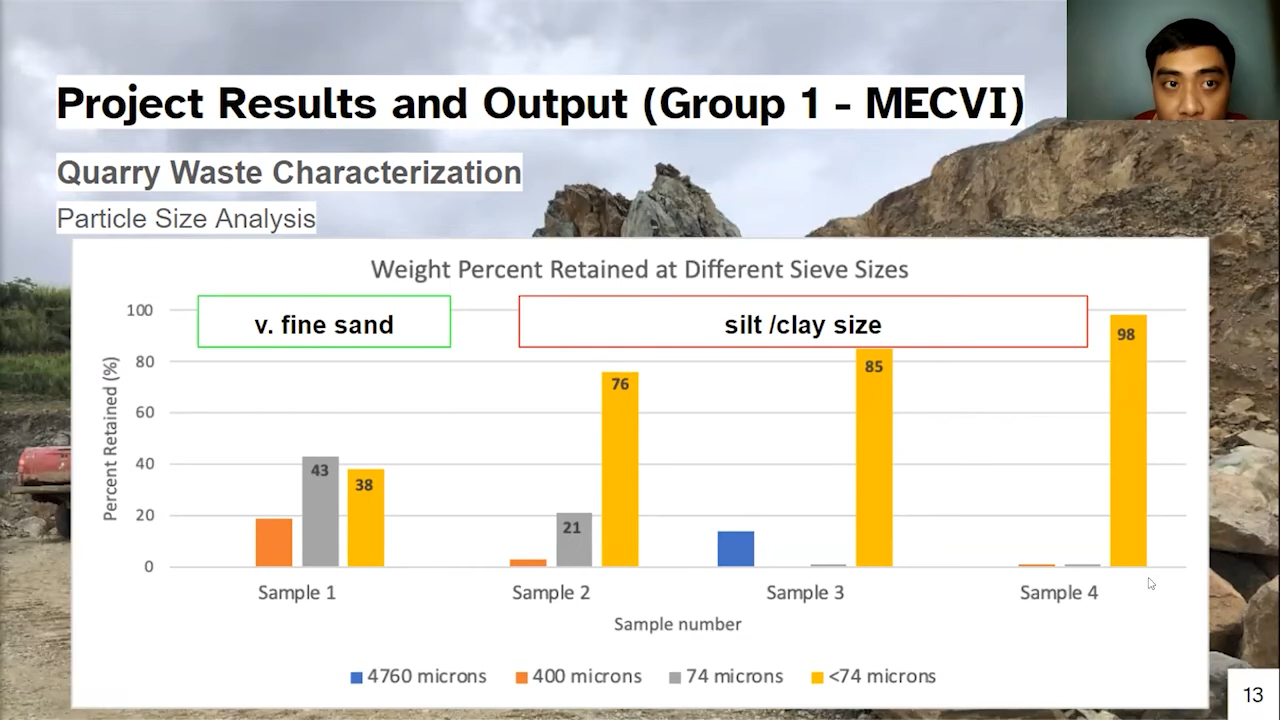 Project Results and Output (Group 1 - MECVI)
Quarry Waste Characterization
Particle Size Analysis
Weight Percent Retained at Different Sieve Sizes
v. fine sand
silt /clay size
Percent Retained (%)
100
80
60
40
20
0
43
38
21
76
85
98
Sample 1
Sample 2
Sample 3
Sample 4
Sample number
4760 microns
400 microns
74 microns
<74 microns
13